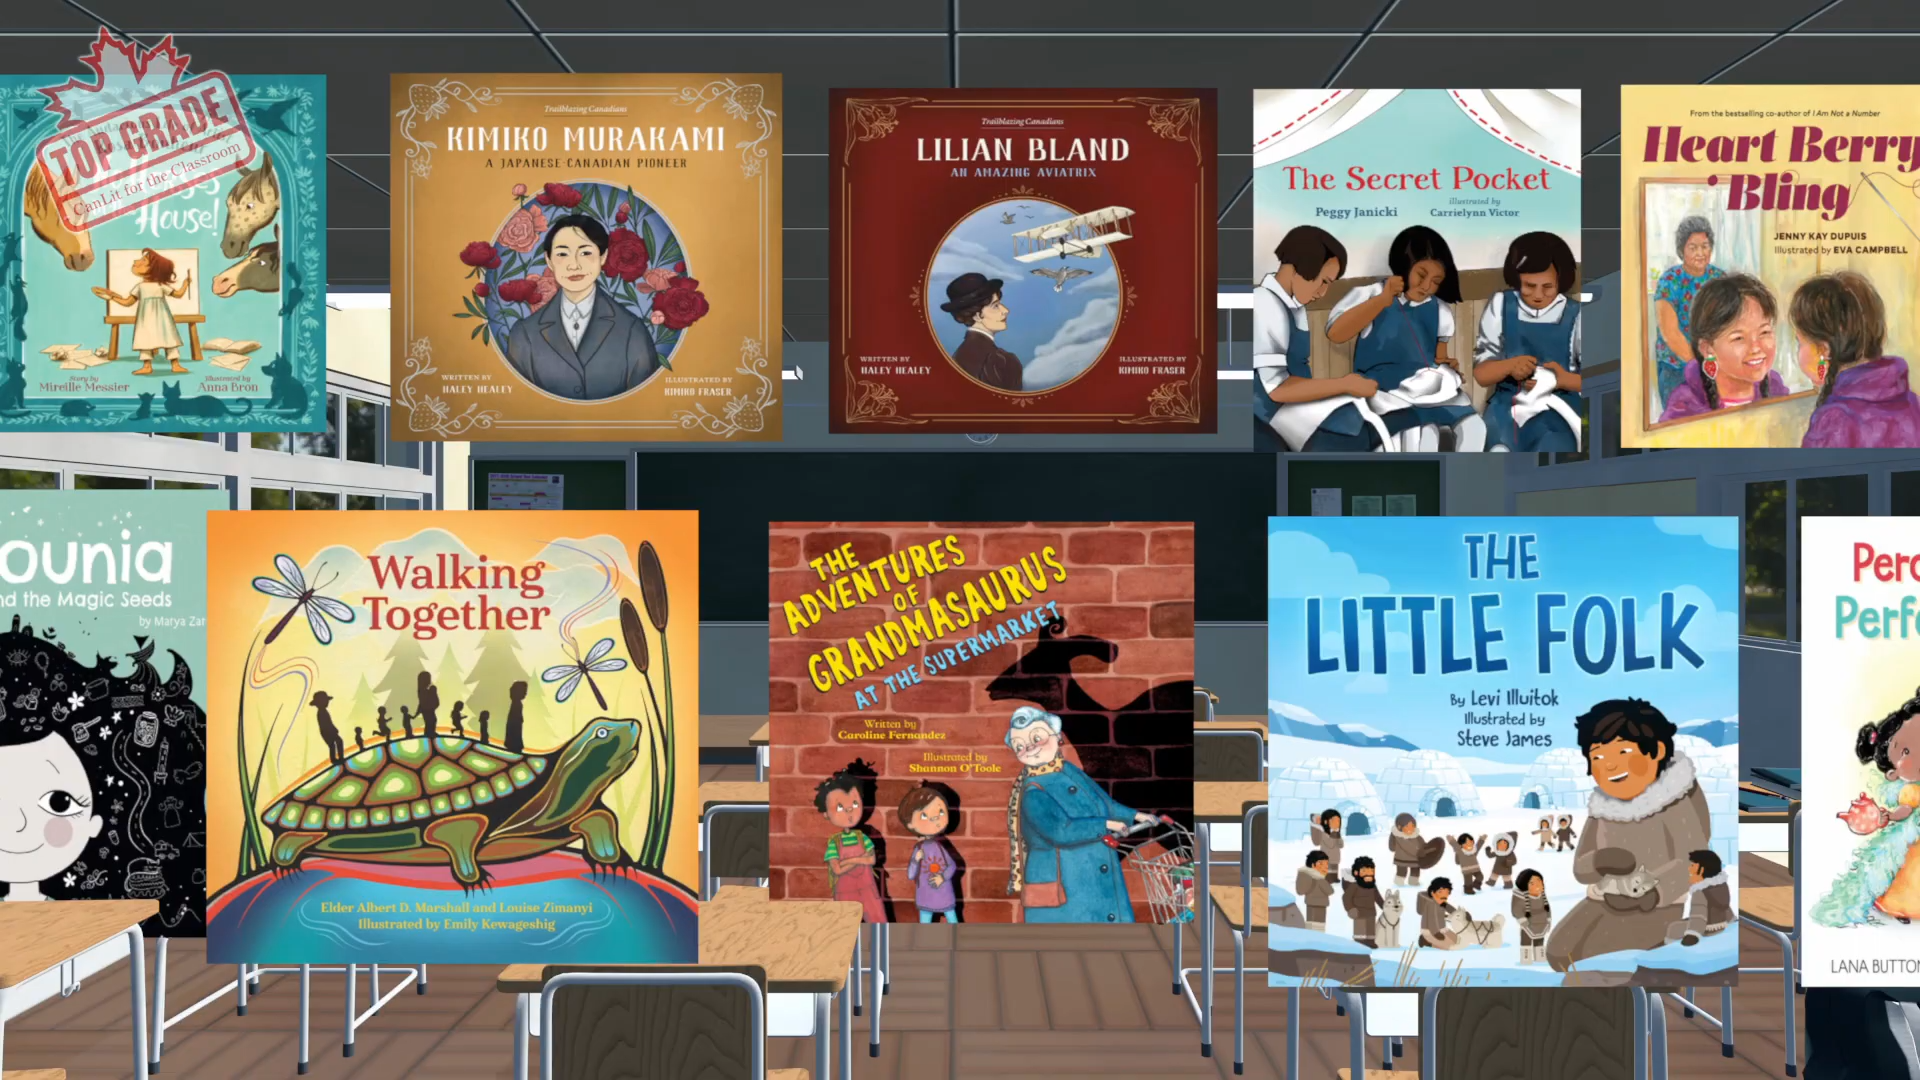 TOP GRADE
CanLit for the Classroom
House!
Story by
Mireille Messier
Illustrated by
Anna Bron
Trailblazing Canadians
KIMIKO MURAKAMI
A JAPANESE-CANADIAN PIONEER
WRITTEN BY
HALEY HEALEY
ILLUSTRATED BY
KIMIKO FRASER
Trailblazing Canadians
LILIAN BLAND
AN AMAZING AVIATRIX
WRITTEN BY
HALEY HEALEY
ILLUSTRATED BY
KIMIKO FRASER
The Secret Pocket
Peggy Janicki
illustrated by
Carrielynn Victor
From the bestselling co-author of I Am Not a Number
Heart Berry
Bling
JENNY KAY DUPUIS
Illustrated by EVA CAMPBELL
ounia
nd the Magic Seeds
by Marya Zar
Walking
Together
Elder Albert D. Marshall and Louise Zimanyi
Illustrated by Emily Kewageshig
THE
ADVENTURES
OF
GRANDMASAURUS
AT THE SUPERMARKET
Written by
Caroline Fernandez
Illustrated by
Shannon O'Toole
THE
LITTLE FOLK
By Levi Illuitok
Illustrated by
Steve James
Perc
Perfe
LANA BUTTON